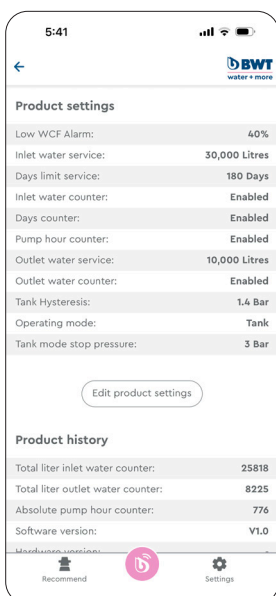 5:41
BWT
water + more
Product settings
Low WCF Alarm: 40%
Inlet water service: 30,000 Litres
Days limit service: 180 Days
Inlet water counter: Enabled
Days counter: Enabled
Pump hour counter: Enabled
Outlet water service: 10,000 Litres
Outlet water counter: Enabled
Tank Hysteresis: 1.4 Bar
Operating mode: Tank
Tank mode stop pressure: 3 Bar
Edit product settings
Product history
Total liter inlet water counter: 25818
Total liter outlet water counter: 8225
Absolute pump hour counter: 776
Software version: V1.0
Hardware version: -
Recommend
Settings